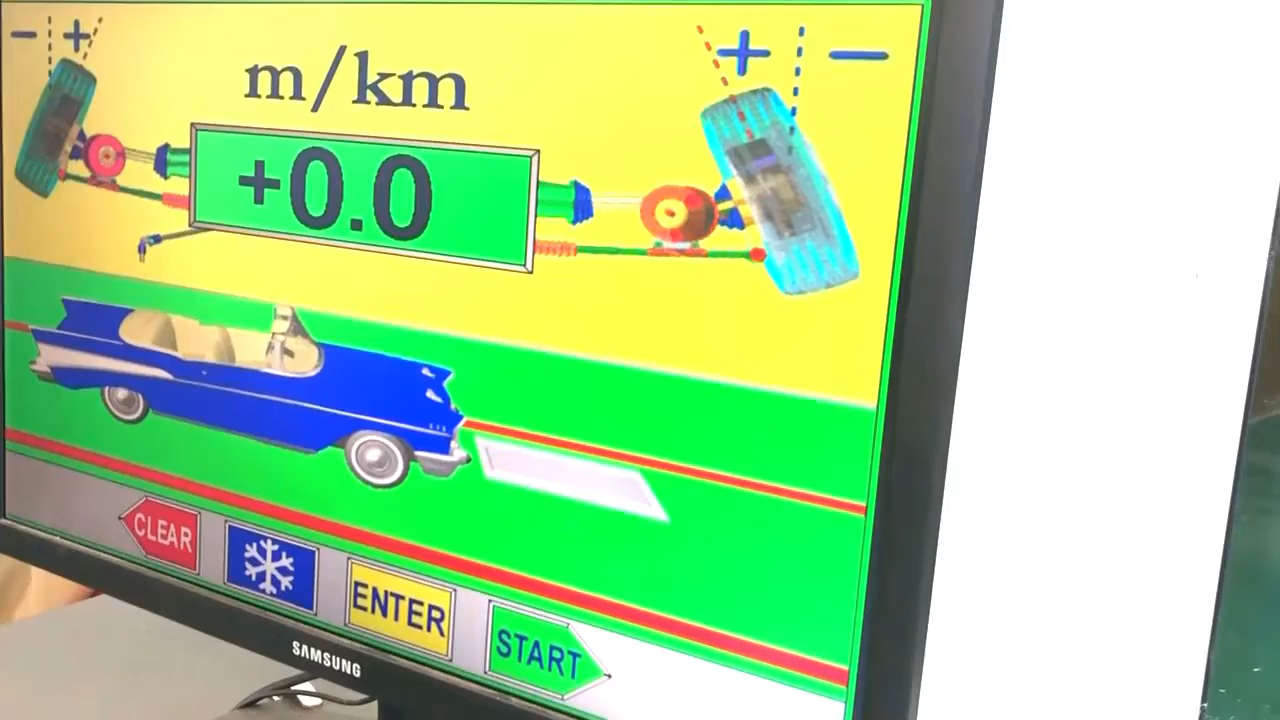 - + + -
m/km
+0.0
CLEAR
ENTER
START
SAMSUNG